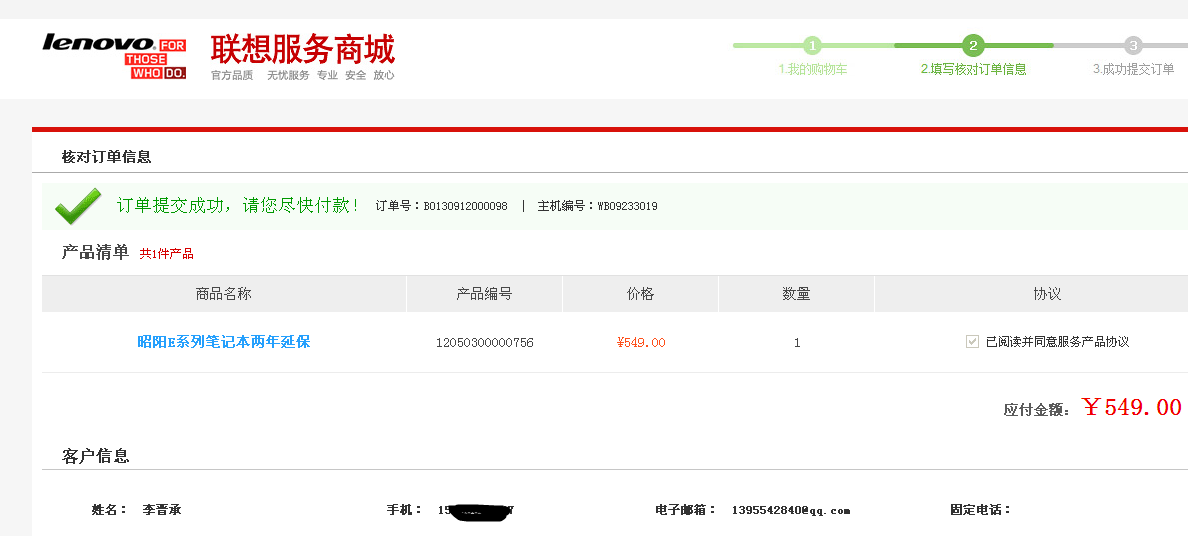 lenovo FOR THOSE WHO DO.
联想服务商城
官方品质 无忧服务 专业 安全 放心
1 2 3
1.我的购物车 2.填写核对订单信息 3.成功提交订单
核对订单信息
订单提交成功，请您尽快付款！ 订单号：B0130912000098 | 主机编号：WB09233019
产品清单 共1件产品
商品名称 产品编号 价格 数量 协议
昭阳E系列笔记本两年延保 12050300000756 ¥549.00 1 已阅读并同意服务产品协议
应付金额：￥549.00
客户信息
姓名： 李晋承 手机： 15 电子邮箱： 1395542840@qq.com 固定电话：